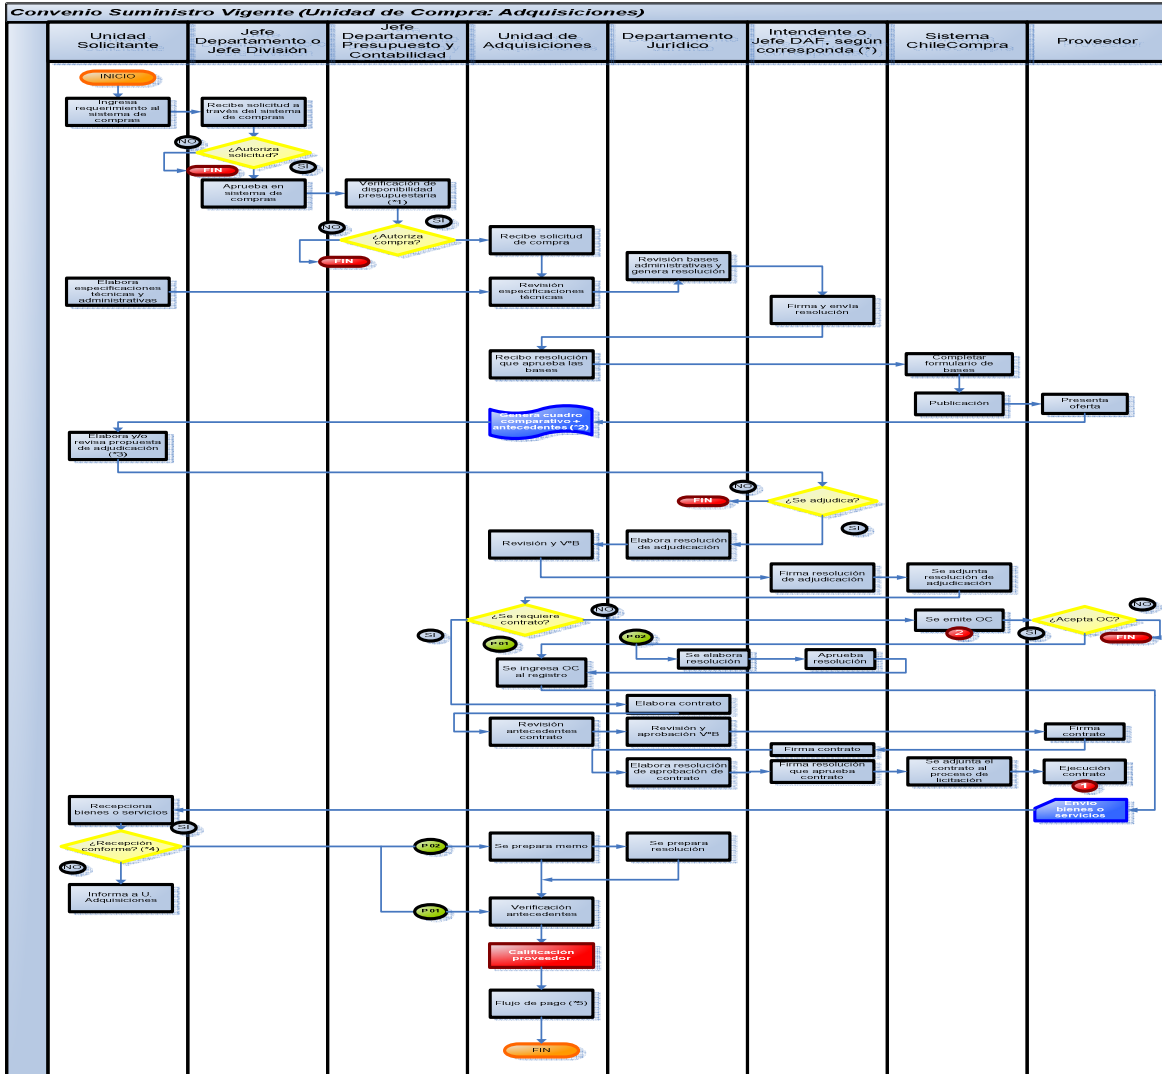 Convenio Suministro Vigente (Unidad de Compra: Adquisiciones)
Unidad
Solicitante
Jefe
Departamento o
Jefe División
Jefe
Departamento
Presupuesto y
Contabilidad
Unidad de
Adquisiciones
Departamento
Jurídico
Intendente o
Jefe DAF, según
corresponda (*)
Sistema
ChileCompra
Proveedor
INICIO
Ingresa
requerimiento al
sistema de
compras
Recibe solicitud a
través del sistema
de compras
NO
¿Autoriza
solicitud?
SI
FIN
Aprueba en
sistema de
compras
Verificación de
disponibilidad
presupuestaria
(*1)
NO
SI
¿Autoriza
compra?
FIN
Recibe solicitud
de compra
Elabora
especificaciones
técnicas y
administrativas
Revisión
especificaciones
técnicas
Revisión bases
administrativas y
genera resolución
Firma y envía
resolución
Recibo resolución
que aprueba las
bases
Completar
formulario de
bases
Publicación
Presenta
oferta
Genera cuadro
comparativo +
antecedentes (*2)
Elabora y/o
revisa propuesta
de adjudicación
(*3)
NO
FIN
¿Se adjudica?
SI
Revisión y VºB
Elabora resolución
de adjudicación
Firma resolución
de adjudicación
Se adjunta
resolución de
adjudicación
¿Se requiere
contrato?
NO
SI
P 01
P 02
Se emite OC
2
SI
¿Acepta OC?
NO
FIN
Se ingresa OC
al registro
Se elabora
resolución
Aprueba
resolución
Elabora contrato
Revisión
antecedentes
contrato
Revisión y
aprobación VºB
Firma
contrato
Firma contrato
Elabora resolución
de aprobación de
contrato
Firma resolución
que aprueba
contrato
Se adjunta el
contrato al
proceso de
licitación
Ejecución
contrato
1
Recepciona
bienes o servicios
Envío
bienes o
servicios
SI
¿Recepción
conforme? (*4)
NO
P 02
Se prepara memo
Se prepara
resolución
Informa a U.
Adquisiciones
P 01
Verificación
antecedentes
Calificación
proveedor
Flujo de pago (*5)
FIN